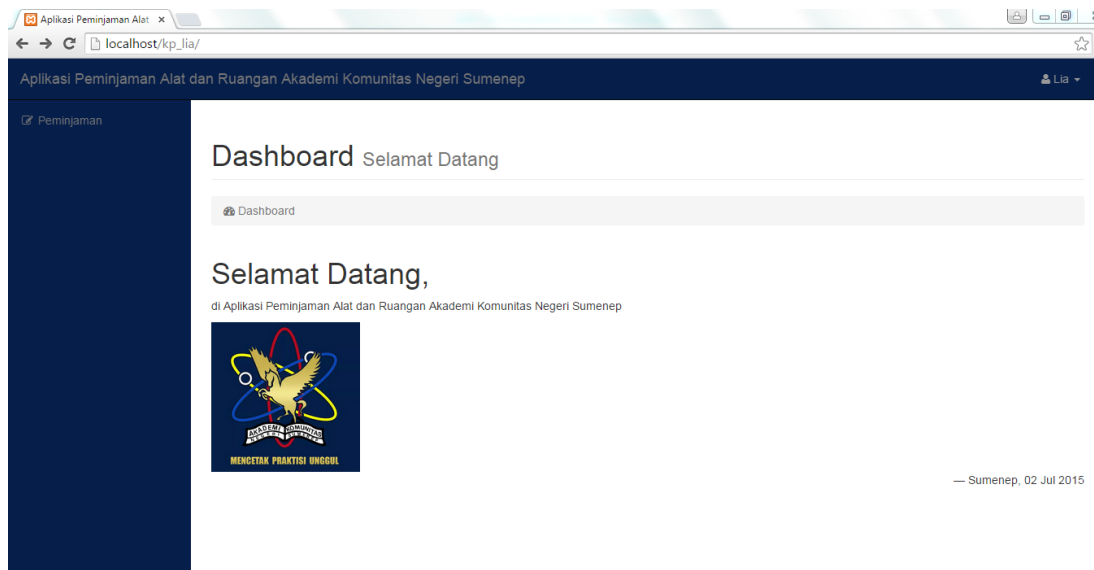 Aplikasi Peminjaman Alat
localhost/kp_lia/
Aplikasi Peminjaman Alat dan Ruangan Akademi Komunitas Negeri Sumenep
Lia
Peminjaman
Dashboard Selamat Datang
Dashboard
Selamat Datang,
di Aplikasi Peminjaman Alat dan Ruangan Akademi Komunitas Negeri Sumenep
AKADEMI KOMUNITAS
NEGERI SUMENEP
MENCETAK PRAKTISI UNGGUL
— Sumenep, 02 Jul 2015